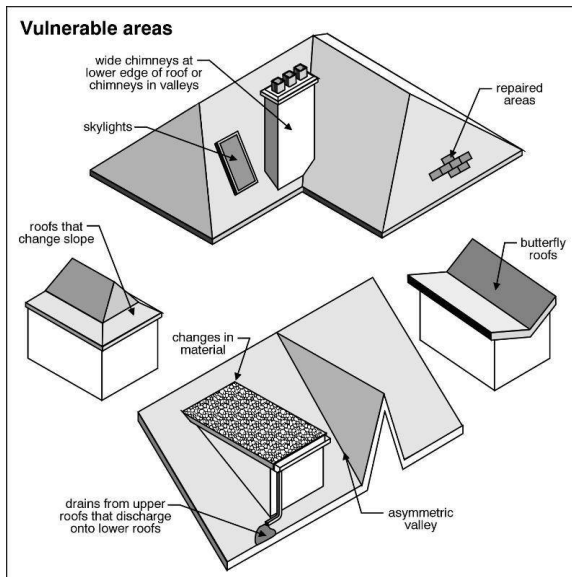 Vulnerable areas
wide chimneys at
lower edge of roof or
chimneys in valleys
skylights
repaired
areas
roofs that
change slope
butterfly
roofs
changes in
material
drains from upper
roofs that discharge
onto lower roofs
asymmetric
valley